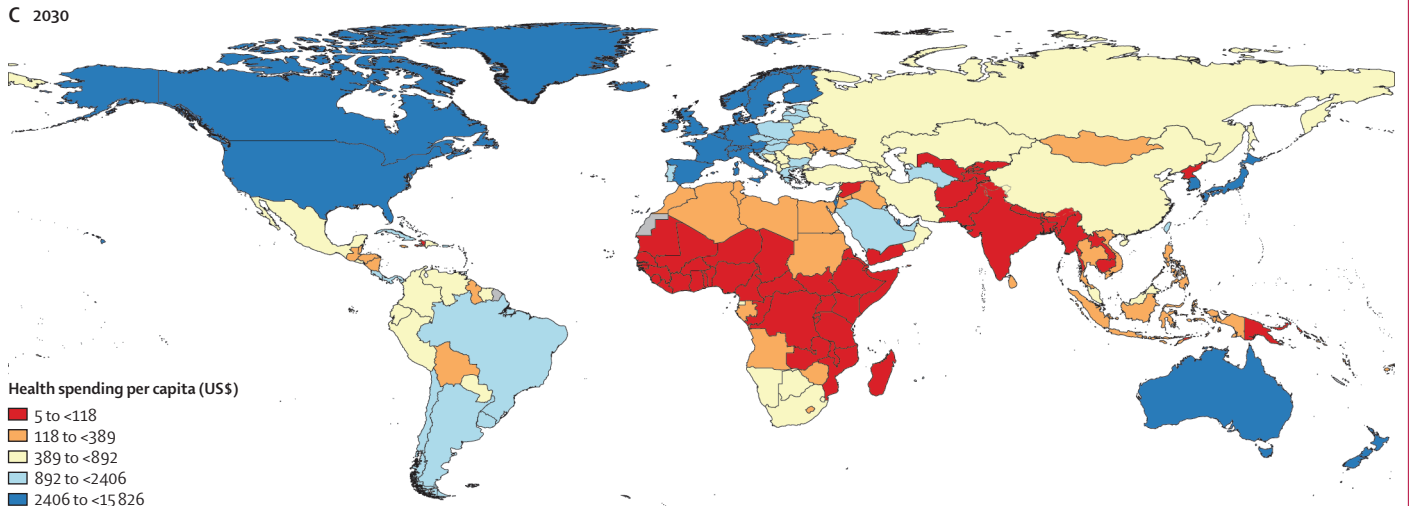 C 2030
Health spending per capita (US$)
5 to <118
118 to <389
389 to <892
892 to <2406
2406 to <15 826